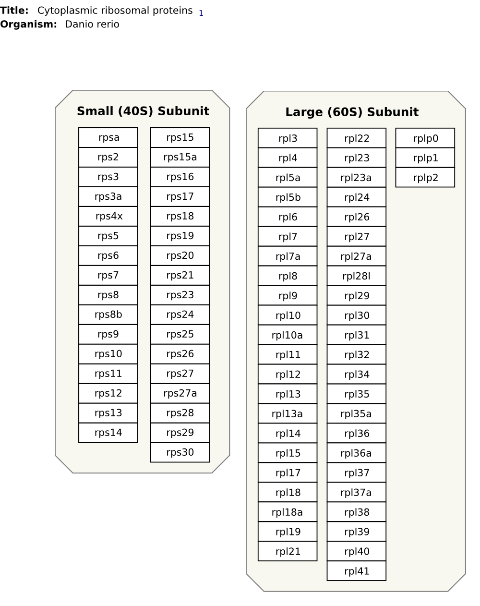 Title: Cytoplasmic ribosomal proteins 1
Organism: Danio rerio
Small (40S) Subunit
rpsa
rps2
rps3
rps3a
rps4x
rps5
rps6
rps7
rps8
rps8b
rps9
rps10
rps11
rps12
rps13
rps14
rps15
rps15a
rps16
rps17
rps18
rps19
rps20
rps21
rps23
rps24
rps25
rps26
rps27
rps27a
rps28
rps29
rps30
Large (60S) Subunit
rpl3
rpl4
rpl5a
rpl5b
rpl6
rpl7
rpl7a
rpl8
rpl9
rpl10
rpl10a
rpl11
rpl12
rpl13
rpl13a
rpl14
rpl15
rpl17
rpl18
rpl18a
rpl19
rpl21
rpl22
rpl23
rpl23a
rpl24
rpl26
rpl27
rpl27a
rpl28l
rpl29
rpl30
rpl31
rpl32
rpl34
rpl35
rpl35a
rpl36
rpl36a
rpl37
rpl37a
rpl38
rpl39
rpl40
rpl41
rplp0
rplp1
rplp2